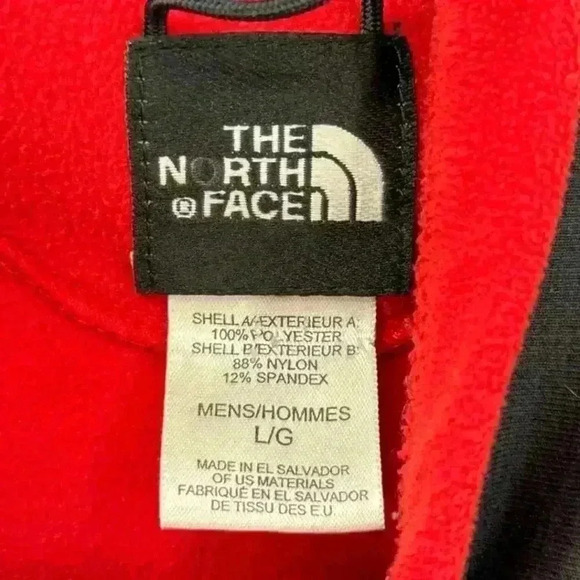 THE
NORTH
® FACE
SHELL A/EXTERIEUR A:
100% POLYESTER
SHELL B/EXTERIEUR B:
88% NYLON
12% SPANDEX
MENS/HOMMES
L/G
MADE IN EL SALVADOR
OF US MATERIALS
FABRIQUÉ EN EL SALVADOR
DE TISSU DES E.U.